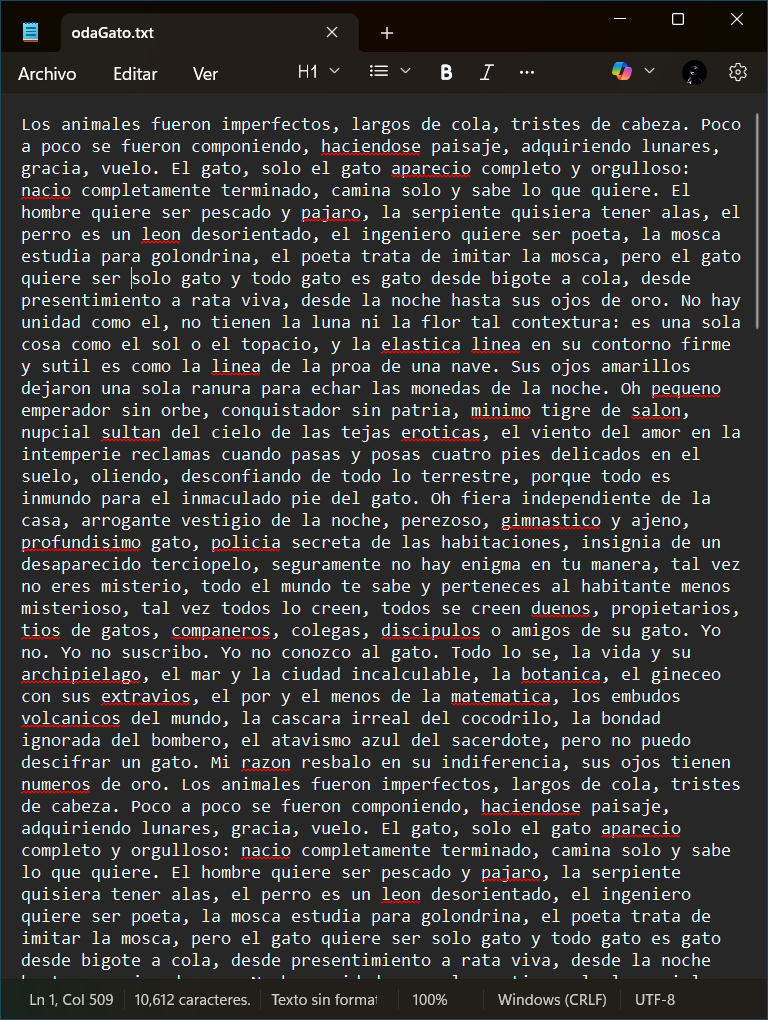 odaGato.txt
Archivo Editar Ver H1 B I
Los animales fueron imperfectos, largos de cola, tristes de cabeza. Poco
a poco se fueron componiendo, haciendose paisaje, adquiriendo lunares,
gracia, vuelo. El gato, solo el gato aparecio completo y orgulloso:
nacio completamente terminado, camina solo y sabe lo que quiere. El
hombre quiere ser pescado y pajaro, la serpiente quisiera tener alas, el
perro es un leon desorientado, el ingeniero quiere ser poeta, la mosca
estudia para golondrina, el poeta trata de imitar la mosca, pero el gato
quiere ser solo gato y todo gato es gato desde bigote a cola, desde
presentimiento a rata viva, desde la noche hasta sus ojos de oro. No hay
unidad como el, no tienen la luna ni la flor tal contextura: es una sola
cosa como el sol o el topacio, y la elastica linea en su contorno firme
y sutil es como la linea de la proa de una nave. Sus ojos amarillos
dejaron una sola ranura para echar las monedas de la noche. Oh pequeno
emperador sin orbe, conquistador sin patria, minimo tigre de salon,
nupcial sultan del cielo de las tejas eroticas, el viento del amor en la
intemperie reclamas cuando pasas y posas cuatro pies delicados en el
suelo, oliendo, desconfiando de todo lo terrestre, porque todo es
inmundo para el inmaculado pie del gato. Oh fiera independiente de la
casa, arrogante vestigio de la noche, perezoso, gimnastico y ajeno,
profundisimo gato, policia secreta de las habitaciones, insignia de un
desaparecido terciopelo, seguramente no hay enigma en tu manera, tal vez
no eres misterio, todo el mundo te sabe y perteneces al habitante menos
misterioso, tal vez todos lo creen, todos se creen duenos, propietarios,
tios de gatos, companeros, colegas, discipulos o amigos de su gato. Yo
no. Yo no suscribo. Yo no conozco al gato. Todo lo se, la vida y su
archipielago, el mar y la ciudad incalculable, la botanica, el gineceo
con sus extravios, el por y el menos de la matematica, los embudos
volcanicos del mundo, la cascara irreal del cocodrilo, la bondad
ignorada del bombero, el atavismo azul del sacerdote, pero no puedo
descifrar un gato. Mi razon resbalo en su indiferencia, sus ojos tienen
numeros de oro. Los animales fueron imperfectos, largos de cola, tristes
de cabeza. Poco a poco se fueron componiendo, haciendose paisaje,
adquiriendo lunares, gracia, vuelo. El gato, solo el gato aparecio
completo y orgulloso: nacio completamente terminado, camina solo y sabe
lo que quiere. El hombre quiere ser pescado y pajaro, la serpiente
quisiera tener alas, el perro es un leon desorientado, el ingeniero
quiere ser poeta, la mosca estudia para golondrina, el poeta trata de
imitar la mosca, pero el gato quiere ser solo gato y todo gato es gato
desde bigote a cola, desde presentimiento a rata viva, desde la noche
Ln 1, Col 509 10,612 caracteres. Texto sin format 100% Windows (CRLF) UTF-8